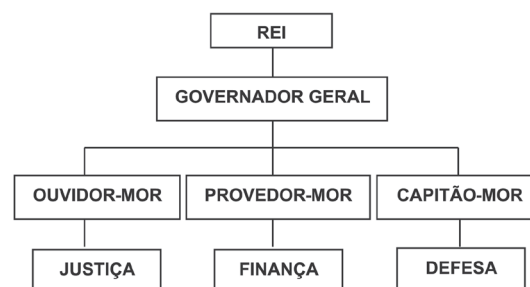 REI
GOVERNADOR GERAL
OUVIDOR-MOR
PROVEDOR-MOR
CAPITÃO-MOR
JUSTIÇA
FINANÇA
DEFESA